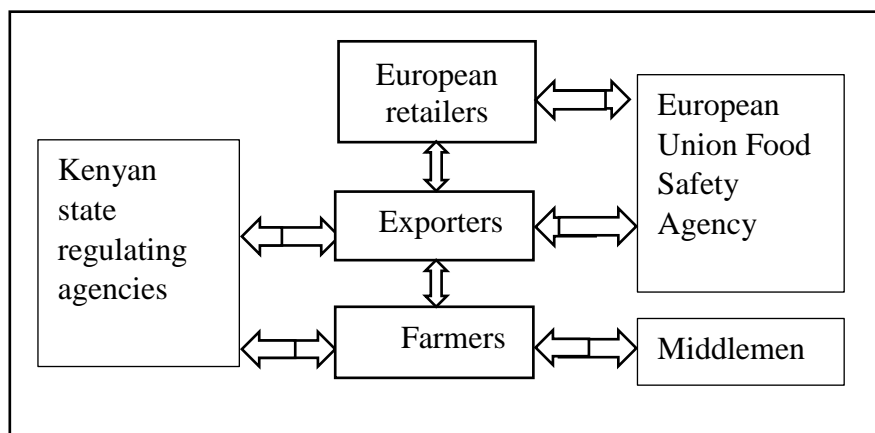 European
retailers
European
Union Food
Safety
Agency
Kenyan
state
regulating
agencies
Exporters
Farmers
Middlemen